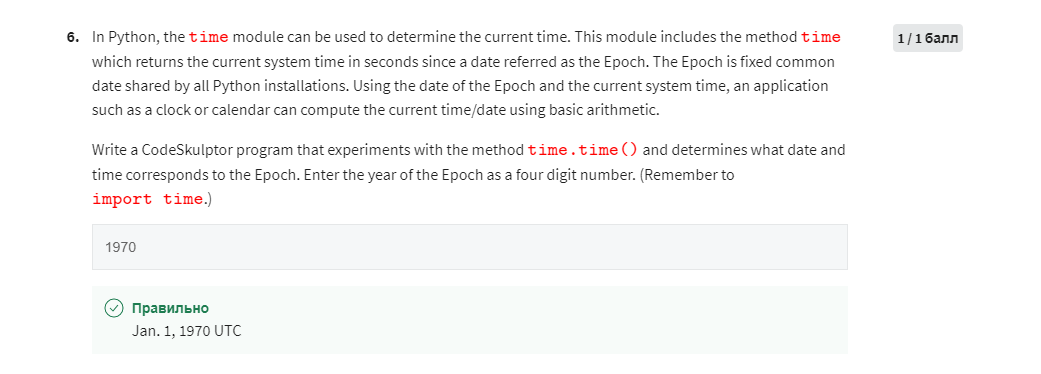 6. In Python, the time module can be used to determine the current time. This module includes the method time
1 / 1 балл
which returns the current system time in seconds since a date referred as the Epoch. The Epoch is fixed common
date shared by all Python installations. Using the date of the Epoch and the current system time, an application
such as a clock or calendar can compute the current time/date using basic arithmetic.
Write a CodeSkulptor program that experiments with the method time.time() and determines what date and
time corresponds to the Epoch. Enter the year of the Epoch as a four digit number. (Remember to
import time.)
1970
Правильно
Jan. 1, 1970 UTC